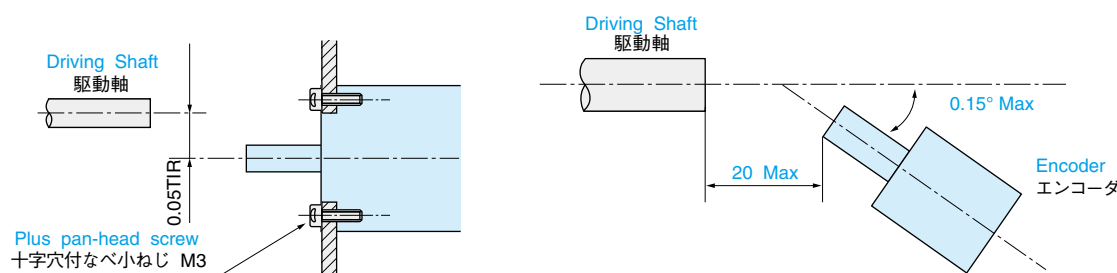 Driving Shaft
駆動軸
0.05TIR
Plus pan-head screw
十字穴付なべ小ねじ M3
Driving Shaft
駆動軸
0.15° Max
20 Max
Encoder
エンコーダ